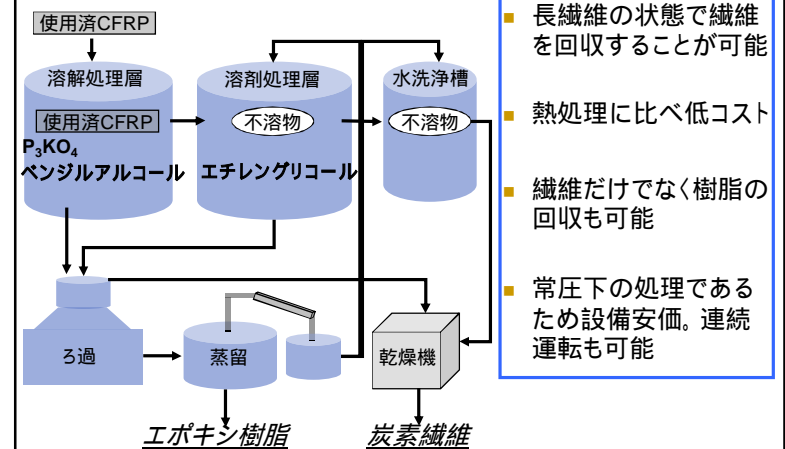 使用済CFRP
溶解処理層
溶剤処理層
水洗浄槽
使用済CFRP
不溶物
不溶物
P₃KO₄
ベンジルアルコール
エチレングリコール
ろ過
蒸留
乾燥機
エポキシ樹脂
炭素繊維
■ 長繊維の状態で繊維
を回収することが可能
■ 熱処理に比べ低コスト
■ 繊維だけでなく樹脂の
回収も可能
■ 常圧下の処理である
ため設備安価。連続
運転も可能